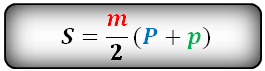 S = m/2 (P + p)